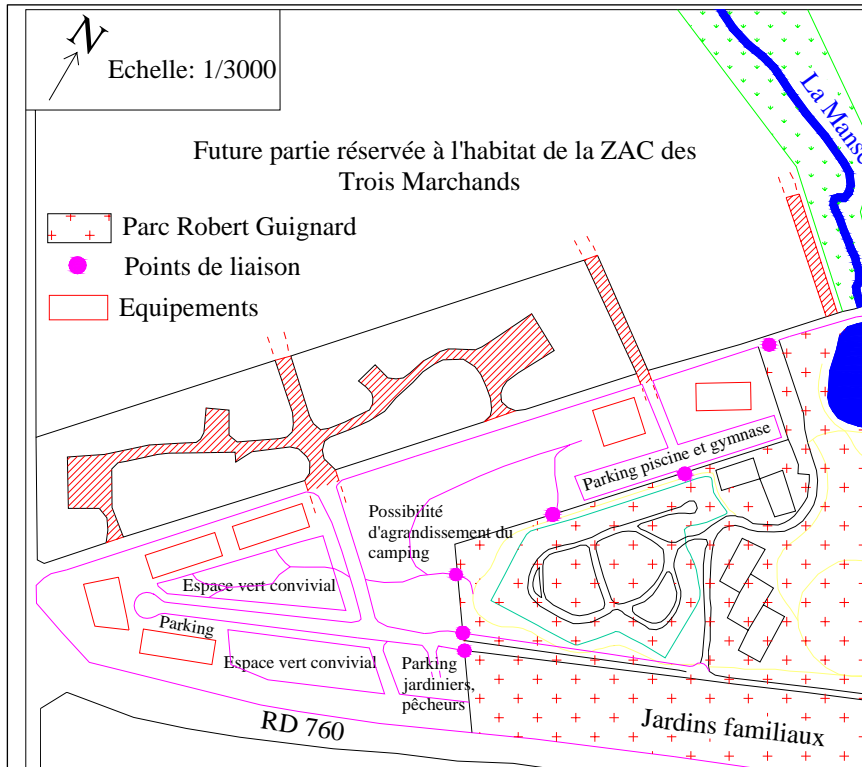 N
Echelle: 1/3000
La Manse
Future partie réservée à l'habitat de la ZAC des
Trois Marchands
Parc Robert Guignard
Points de liaison
Equipements
Parking piscine et gymnase
Possibilité
d'agrandissement du
camping
Espace vert convivial
Parking
Espace vert convivial
Parking
jardiniers,
pêcheurs
RD 760
Jardins familiaux